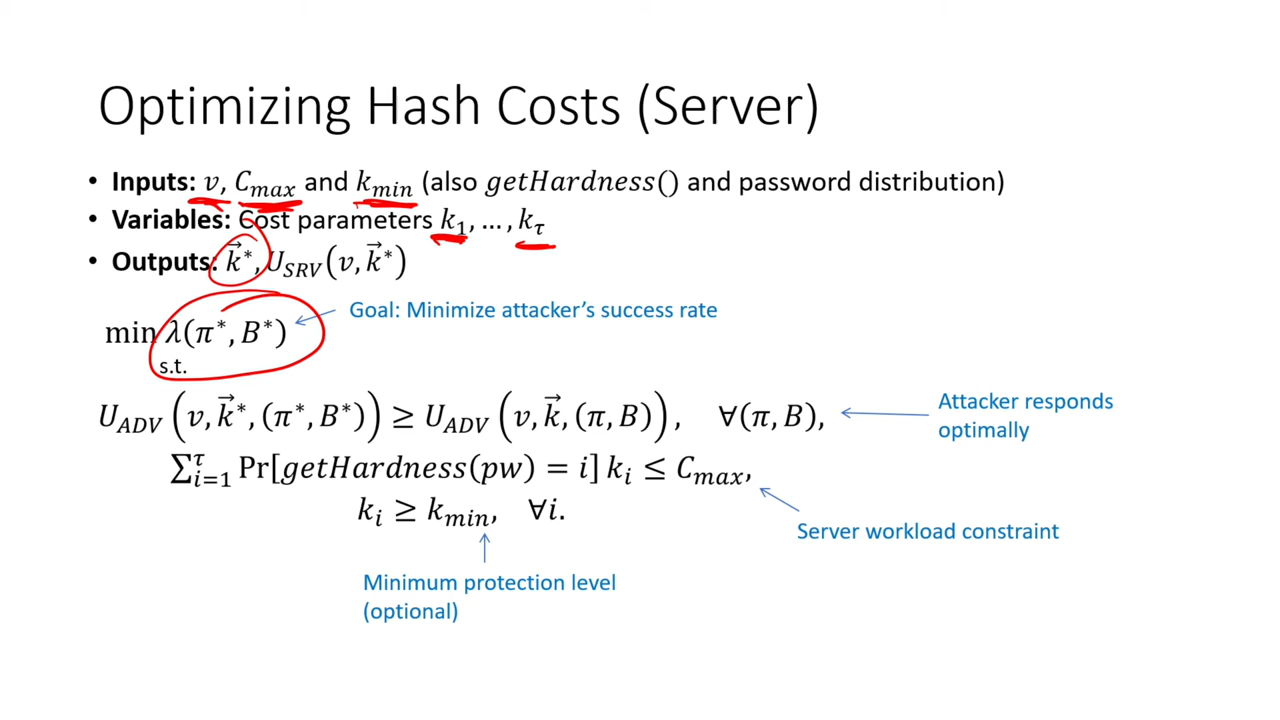 Optimizing Hash Costs (Server)
• Inputs: v, C_max and k_min (also getHardness() and password distribution)
• Variables: Cost parameters k_1, … , k_τ
• Outputs: k⃗*, U_SRV(v, k⃗*)
min λ(π*, B*)
Goal: Minimize attacker's success rate
s.t.
U_ADV(v, k⃗*, (π*, B*)) ≥ U_ADV(v, k⃗, (π, B)), ∀(π, B),
Attacker responds
optimally
∑_{i=1}^{τ} Pr[getHardness(pw) = i] k_i ≤ C_max,
k_i ≥ k_min, ∀i.
Server workload constraint
Minimum protection level
(optional)